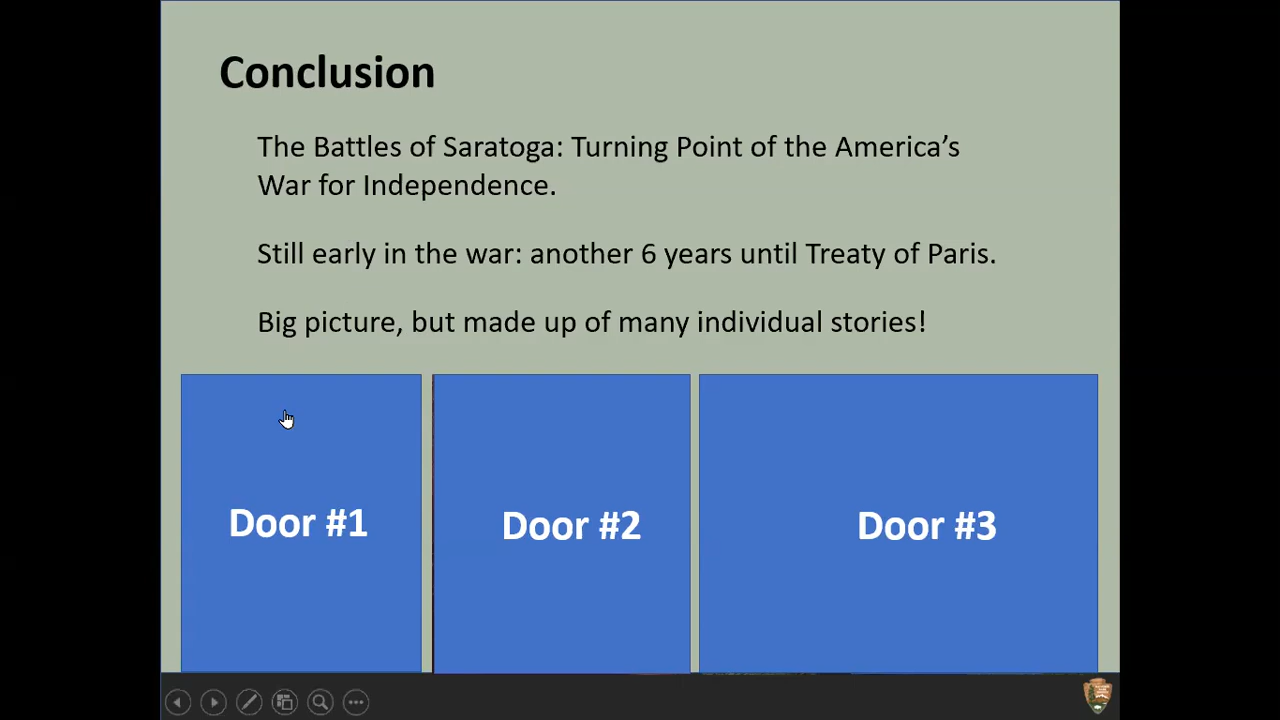 Conclusion
The Battles of Saratoga: Turning Point of the America's
War for Independence.
Still early in the war: another 6 years until Treaty of Paris.
Big picture, but made up of many individual stories!
Door #1
Door #2
Door #3